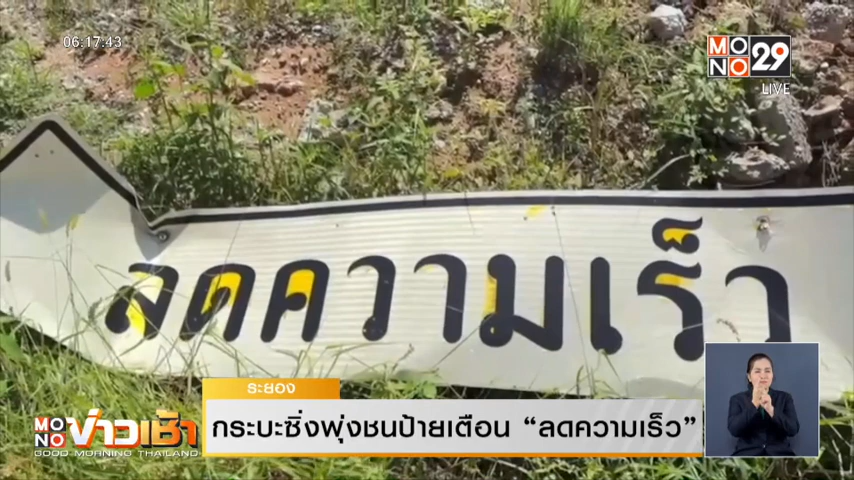 06:17:43
MONO29
LIVE
ลดความเร็ว
ระยอง
MONO ข่าวเช้า
GOOD MORNING THAILAND
กระบะซิ่งพุ่งชนป้ายเตือน “ลดความเร็ว”